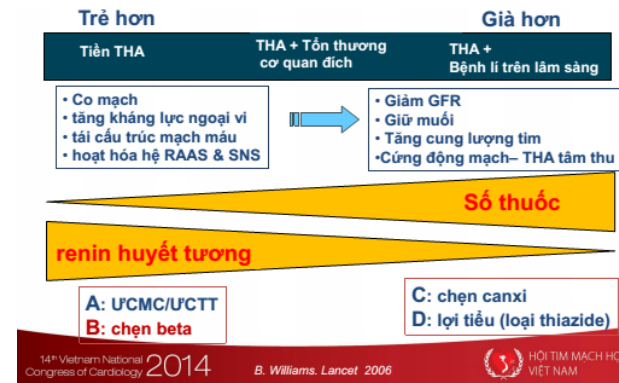 Trẻ hơn
Già hơn
Tiền THA
THA + Tổn thương
cơ quan đích
THA +
Bệnh lí trên lâm sàng
• Co mạch
• tăng kháng lực ngoại vi
• tái cấu trúc mạch máu
• hoạt hóa hệ RAAS & SNS
• Giảm GFR
• Giữ muối
• Tăng cung lượng tim
•Cứng động mạch– THA tâm thu
Số thuốc
renin huyết tương
A: ƯCMC/ƯCTT
B: chẹn beta
C: chẹn canxi
D: lợi tiểu (loại thiazide)
14th Vietnam National
Congress of Cardiology 2014
B. Williams. Lancet 2006
HỘI TIM MẠCH HỌ
VIỆT NAM